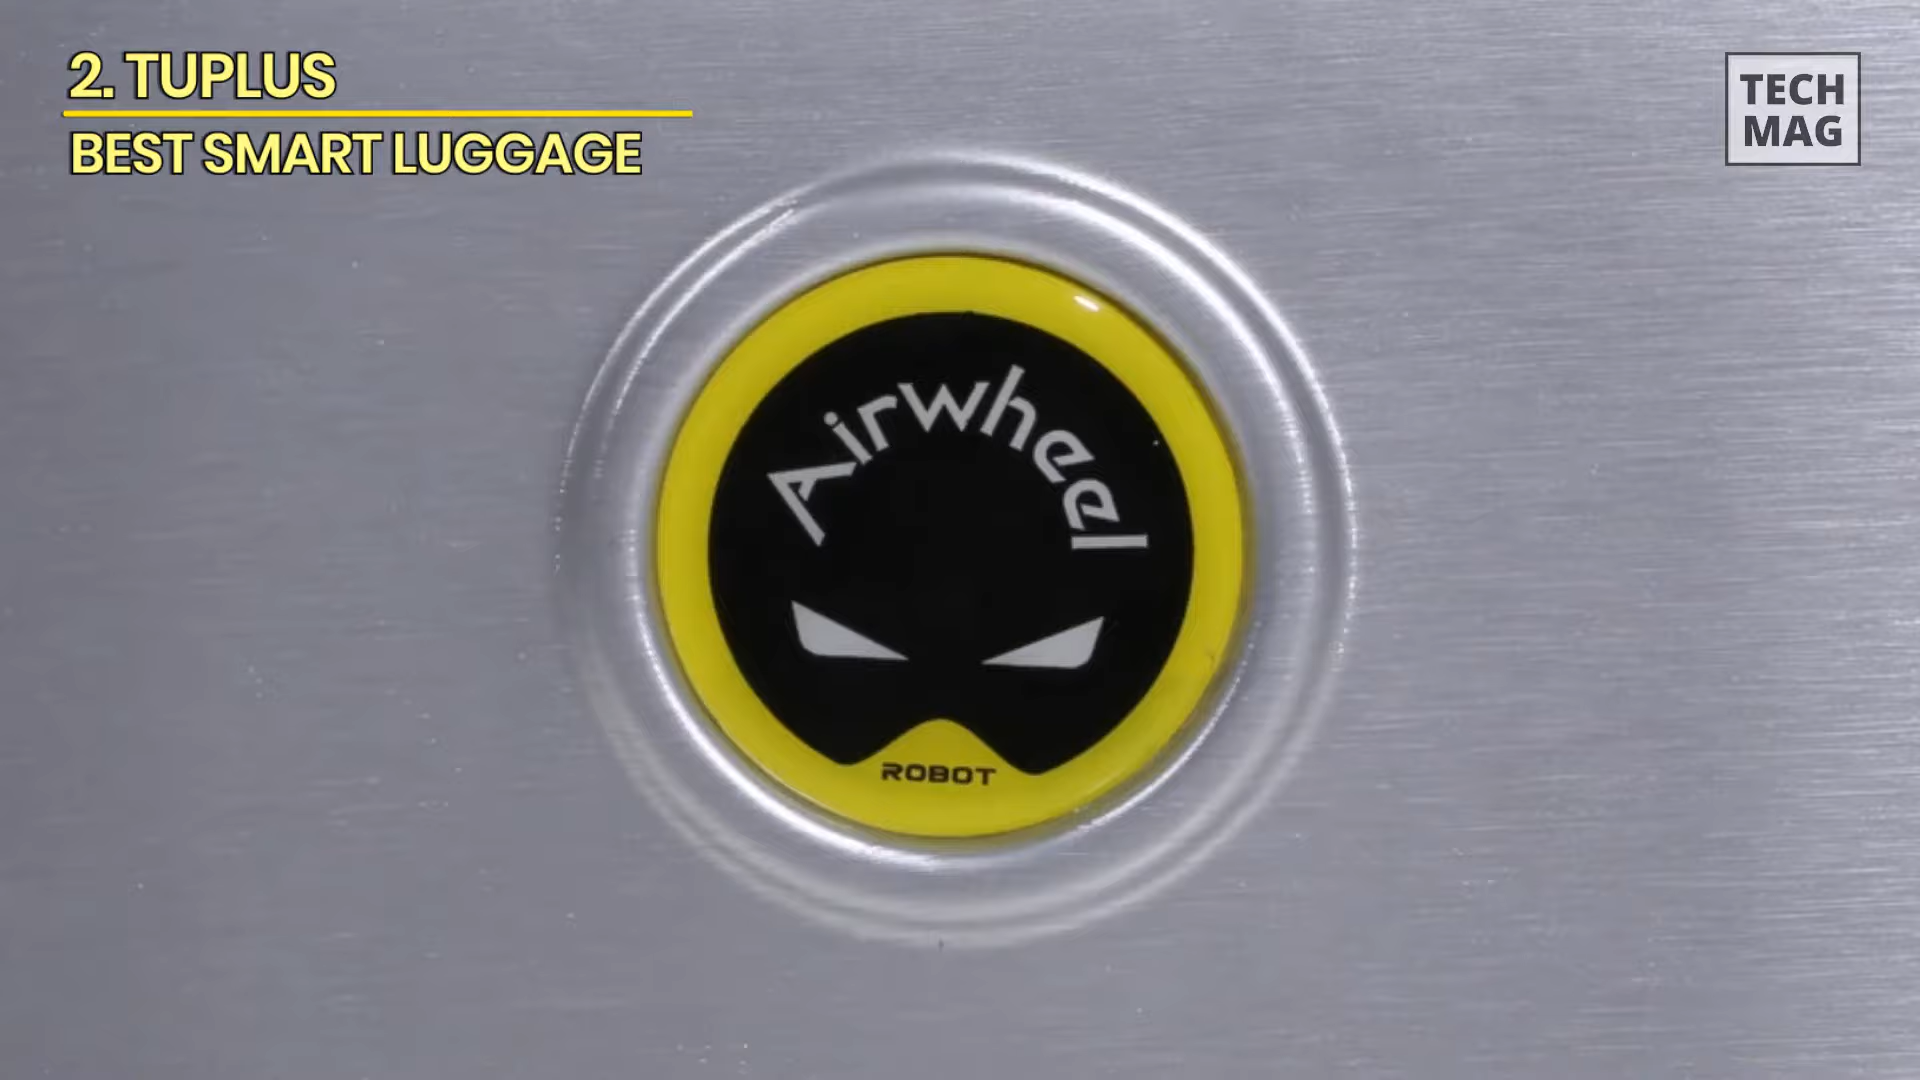 2. TUPLUS
BEST SMART LUGGAGE
TECH
MAG
Airwheel
ROBOT